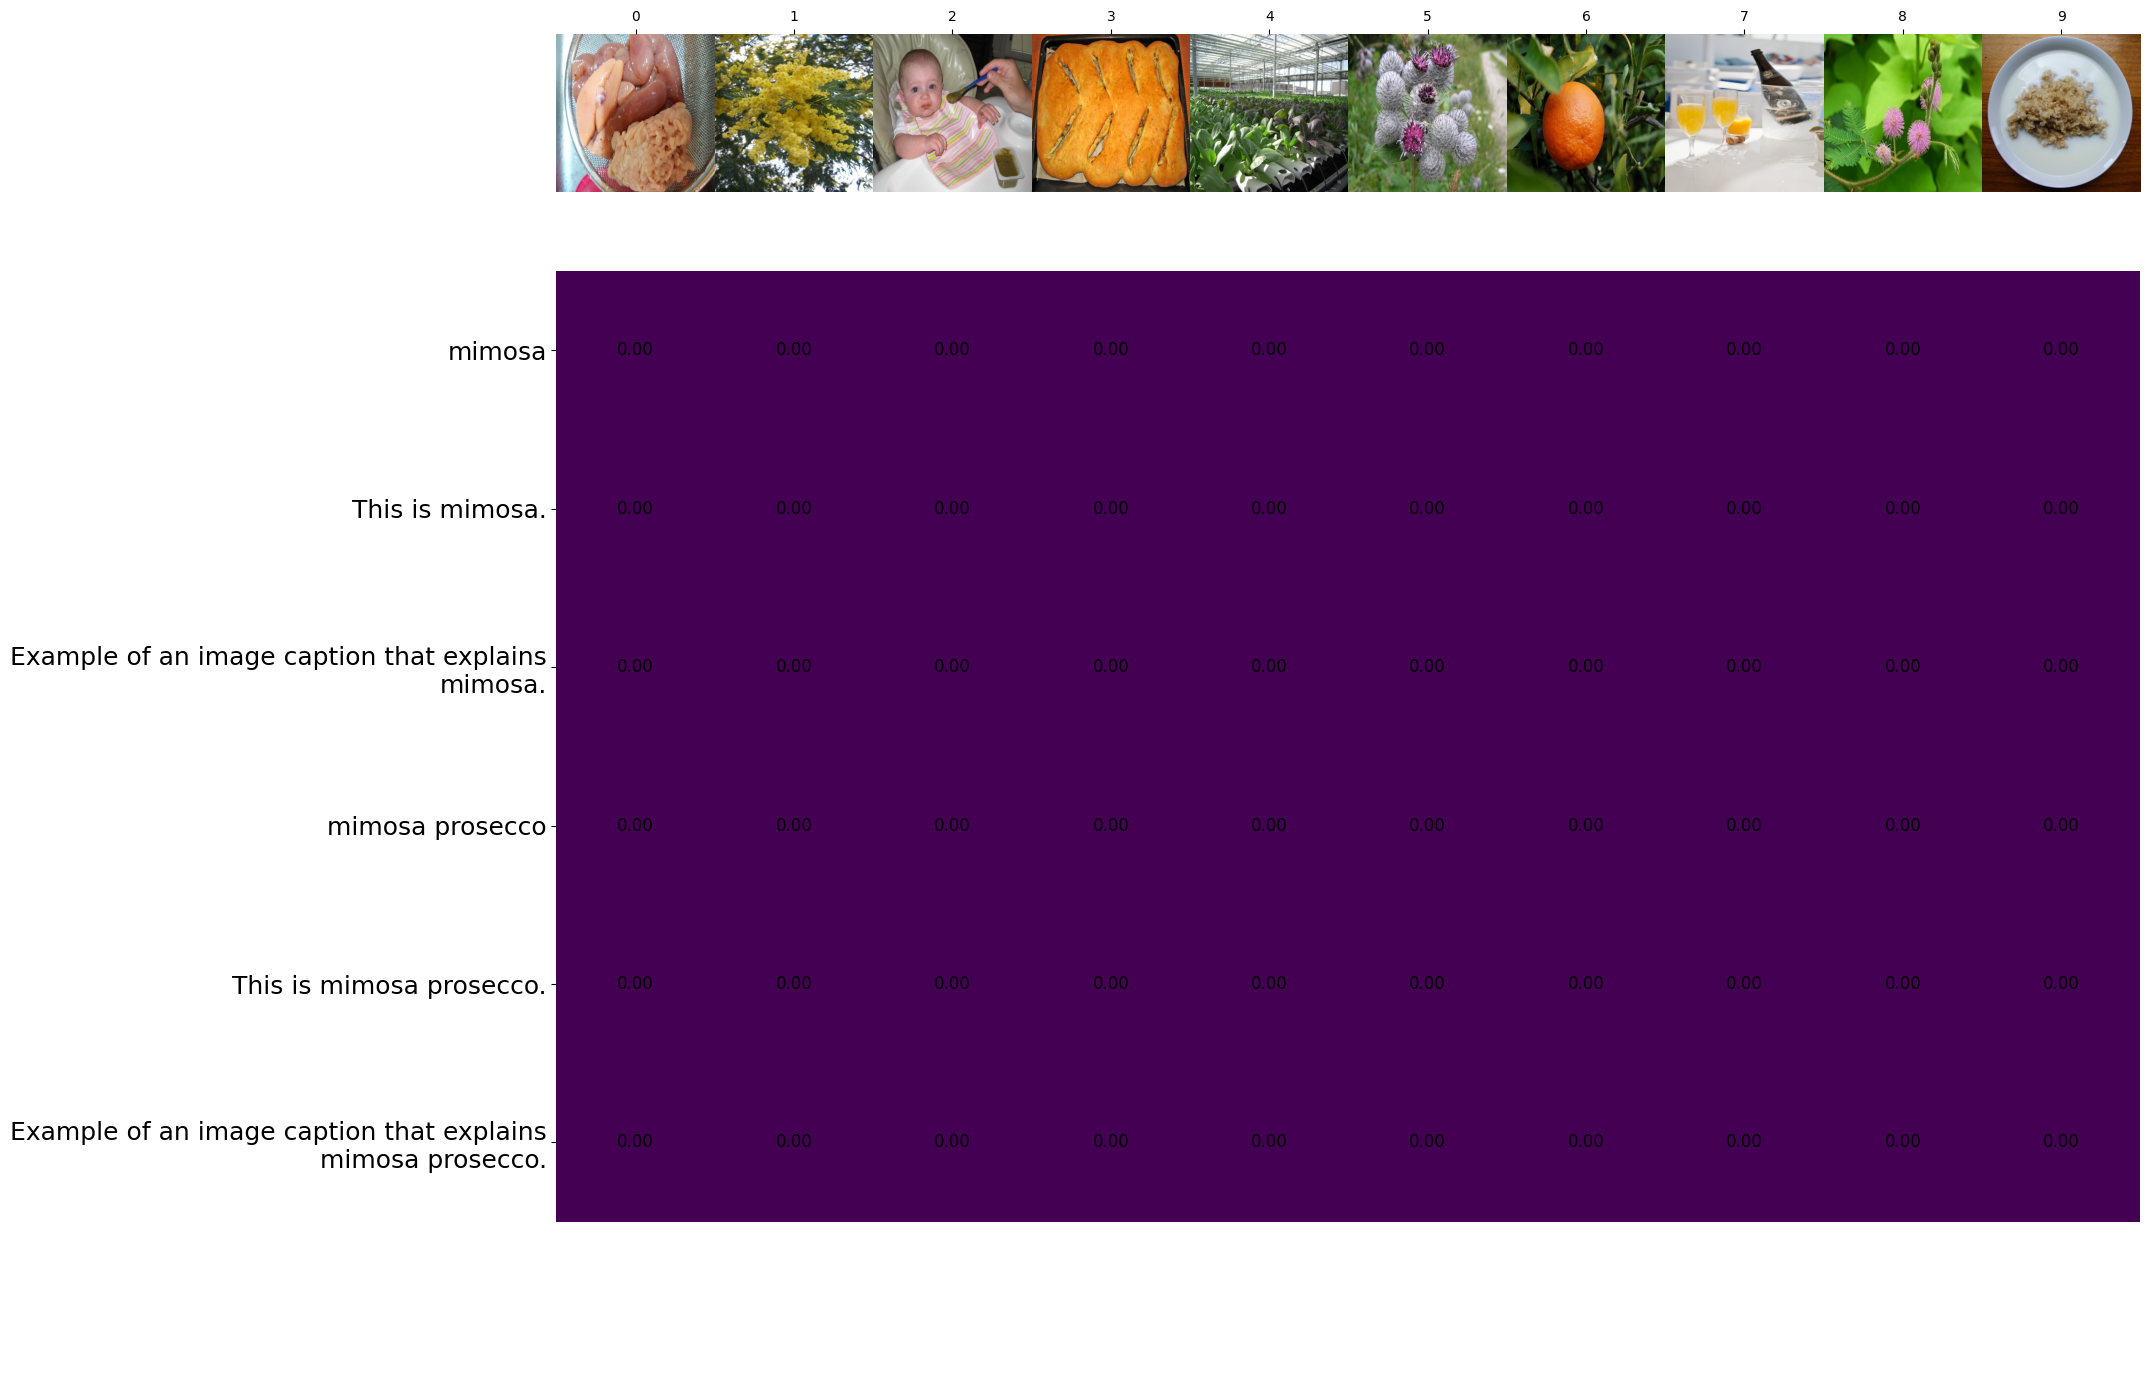 0 1 2 3 4 5 6 7 8 9
mimosa 0.00 0.00 0.00 0.00 0.00 0.00 0.00 0.00 0.00 0.00
This is mimosa. 0.00 0.00 0.00 0.00 0.00 0.00 0.00 0.00 0.00 0.00
Example of an image caption that explains
mimosa. 0.00 0.00 0.00 0.00 0.00 0.00 0.00 0.00 0.00 0.00
mimosa prosecco 0.00 0.00 0.00 0.00 0.00 0.00 0.00 0.00 0.00 0.00
This is mimosa prosecco. 0.00 0.00 0.00 0.00 0.00 0.00 0.00 0.00 0.00 0.00
Example of an image caption that explains
mimosa prosecco. 0.00 0.00 0.00 0.00 0.00 0.00 0.00 0.00 0.00 0.00